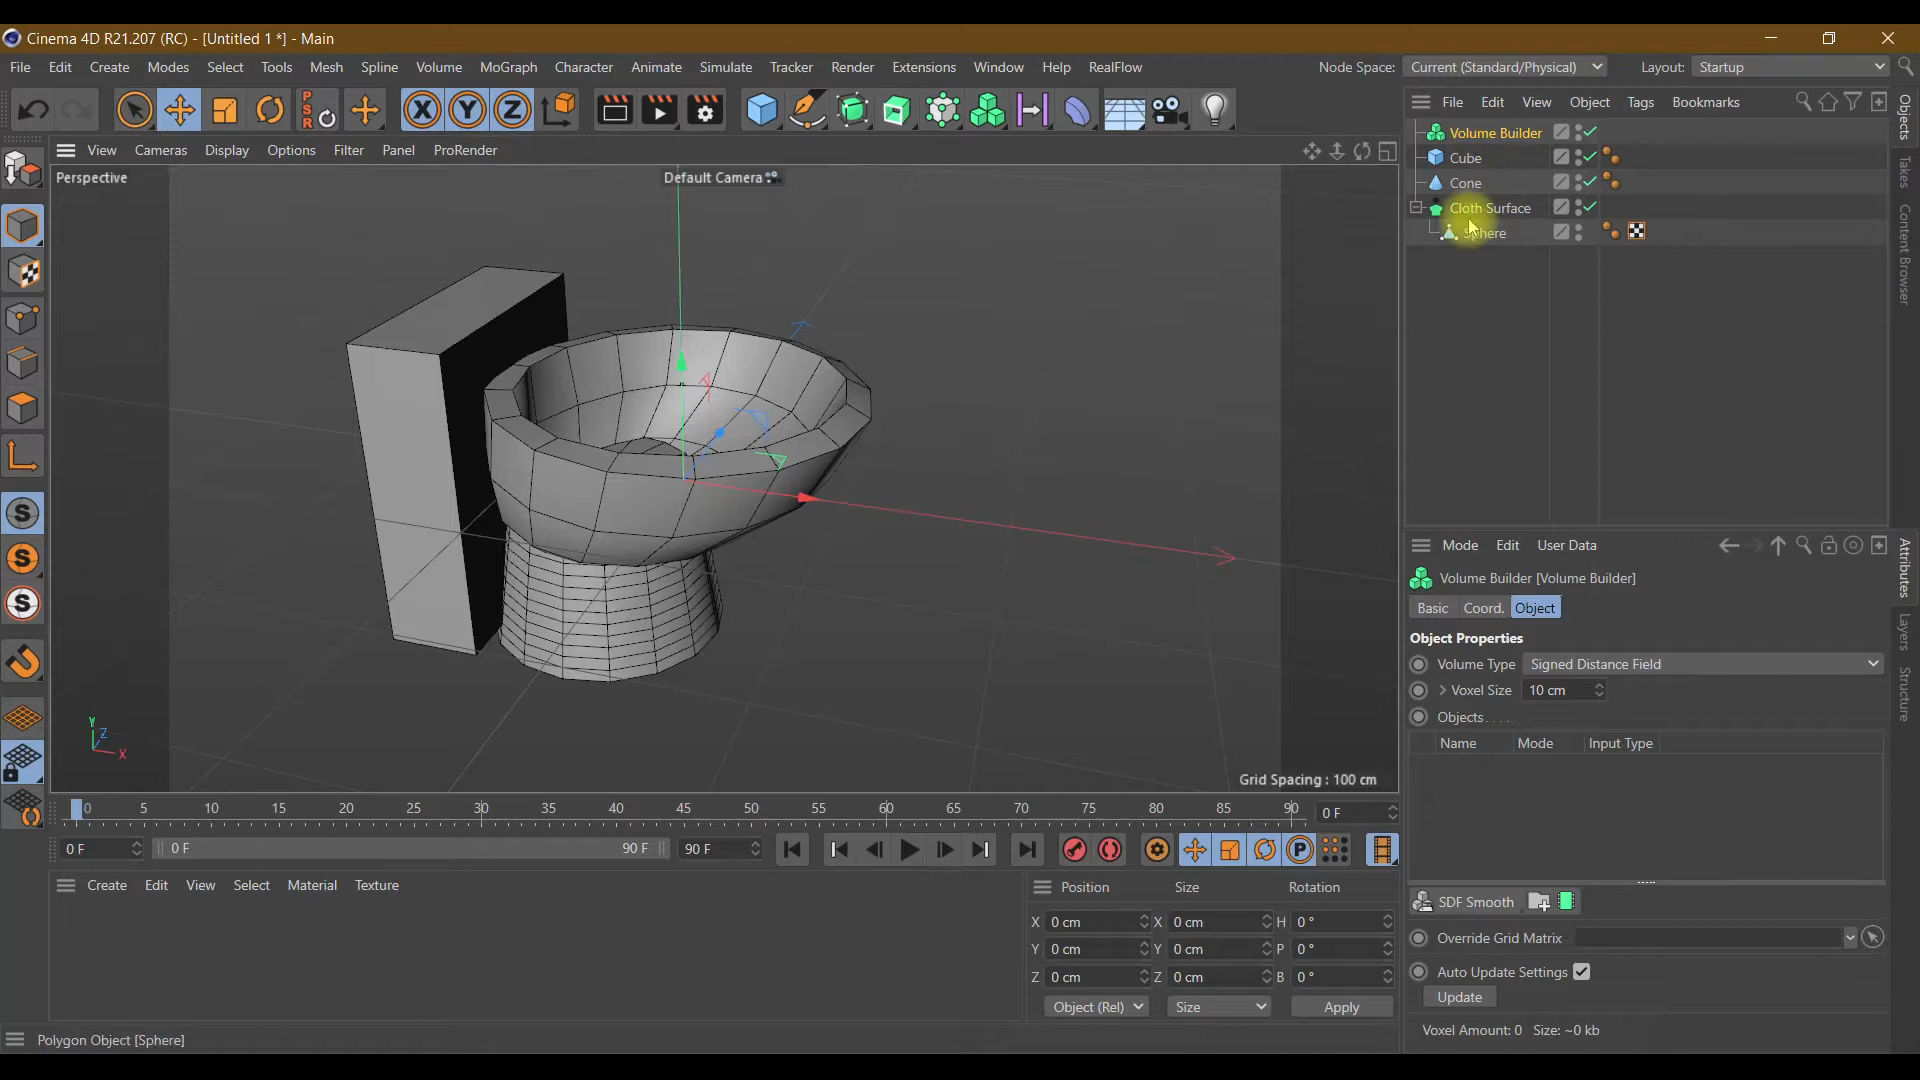 Cinema 4D R21.207 (RC) - [Untitled 1 *] - Main
File Edit Create Modes Select Tools Mesh Spline Volume MoGraph Character Animate Simulate Tracker Render Extensions Window Help RealFlow Node Space: Current (Standard/Physical) Layout: Startup
File Edit View Object Tags Bookmarks
View Cameras Display Options Filter Panel ProRender
Perspective
Default Camera
Volume Builder
Cube
Cone
Cloth Surface
Sphere
Objects
Takes
Content Browser
Mode Edit User Data
Volume Builder [Volume Builder]
Basic Coord. Object
Object Properties
Volume Type Signed Distance Field
Voxel Size 10 cm
Objects
Name Mode Input Type
SDF Smooth
Override Grid Matrix
Auto Update Settings
Update
Voxel Amount: 0 Size: ~0 kb
Attributes
Layers
Structure
Y
Z
X
Grid Spacing : 100 cm
0 5 10 15 20 25 30 35 40 45 50 55 60 65 70 75 80 85 90 0 F
0 F 0 F 90 F 90 F
Create Edit View Select Material Texture
Position Size Rotation
X 0 cm X 0 cm H 0 °
Y 0 cm Y 0 cm P 0 °
Z 0 cm Z 0 cm B 0 °
Object (Rel) Size Apply
Polygon Object [Sphere]